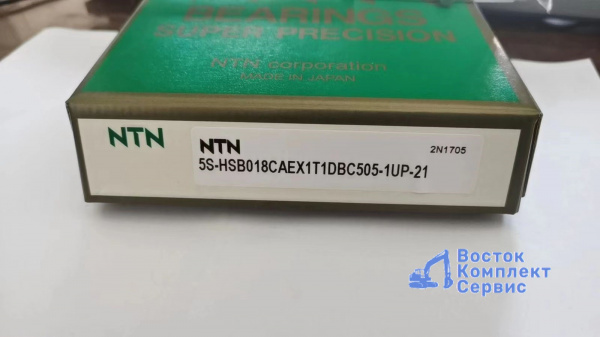 BEARINGS
SUPER PRECISION
NTN corporation
MADE IN JAPAN
NTN
NTN
2N1705
5S-HSB018CAEX1T1DBC505-1UP-21
Восток
Комплект
Сервис